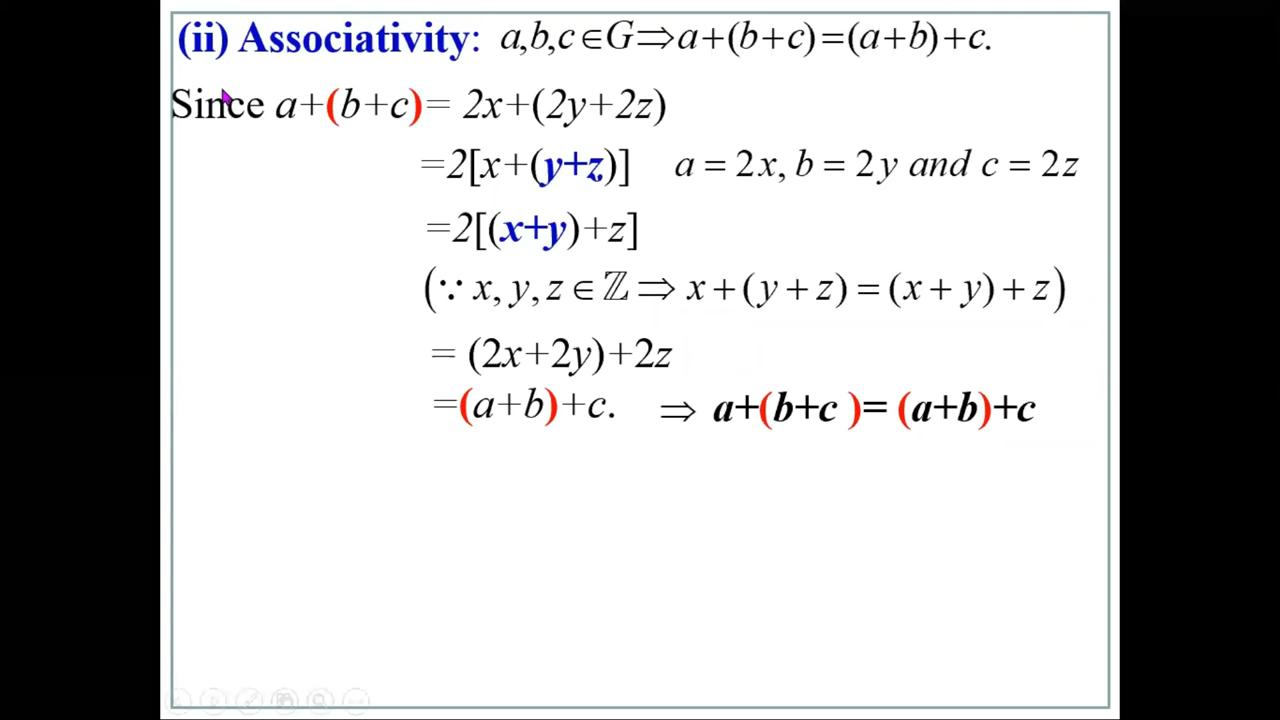 (ii) Associativity: a,b,c∈G⇒a+(b+c)=(a+b)+c.
Since a+(b+c)= 2x+(2y+2z)
=2[x+(y+z)] a = 2x, b = 2y and c = 2z
=2[(x+y)+z]
(∵ x, y, z ∈ ℤ ⇒ x + (y + z) = (x + y) + z)
= (2x+2y)+2z
=(a+b)+c. ⇒ a+(b+c )= (a+b)+c